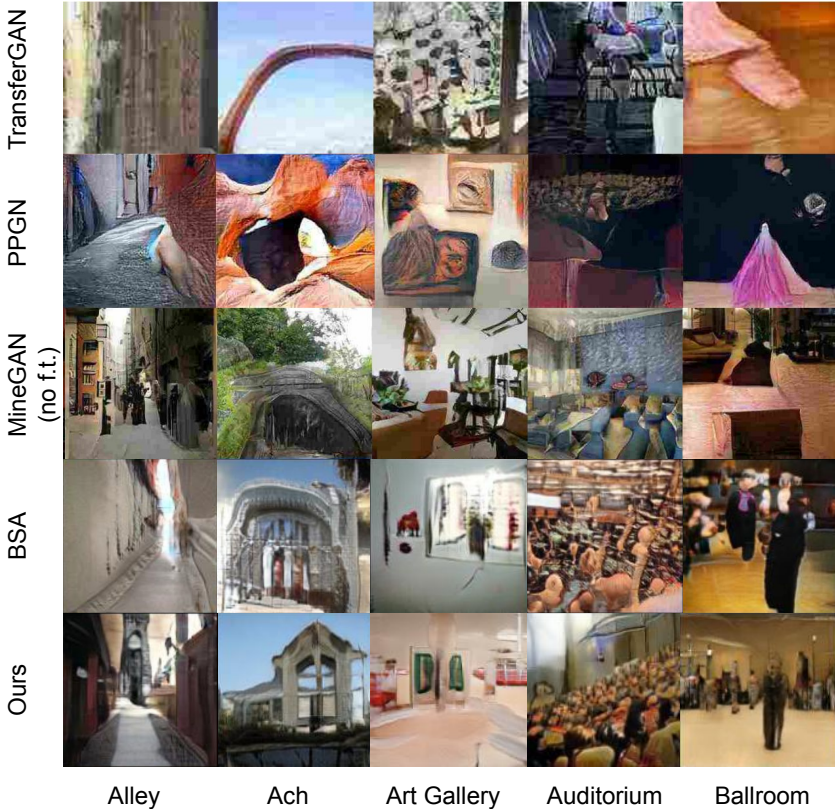 TransferGAN
PPGN
MineGAN
(no f.t.)
BSA
Ours
Alley
Ach
Art Gallery
Auditorium
Ballroom